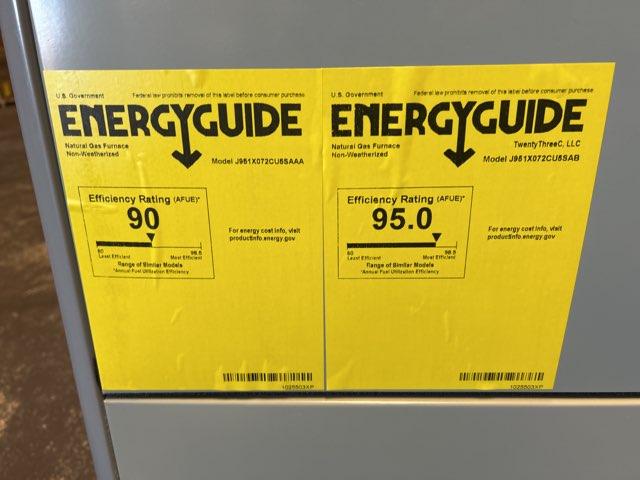 U.S. Government Federal law prohibits removal of this label before consumer purchase
ENERGYGUIDE
Natural Gas Furnace
Non-Weatherized
Model J951X072CU5SAAA
Efficiency Rating (AFUE)*
90
80 98.5
Least Efficient Most Efficient
Range of Similar Models
*Annual Fuel Utilization Efficiency
For energy cost info, visit
productinfo.energy.gov
1025503XP
U.S. Government Federal law prohibits removal of this label before consumer purchase
ENERGYGUIDE
Natural Gas Furnace
Non-Weatherized
TwentyThreeC, LLC
Model J951X072CU5SAB
Efficiency Rating (AFUE)*
95.0
80 98.5
Least Efficient Most Efficient
Range of Similar Models
*Annual Fuel Utilization Efficiency
For energy cost info, visit
productinfo.energy.gov
1025503XP